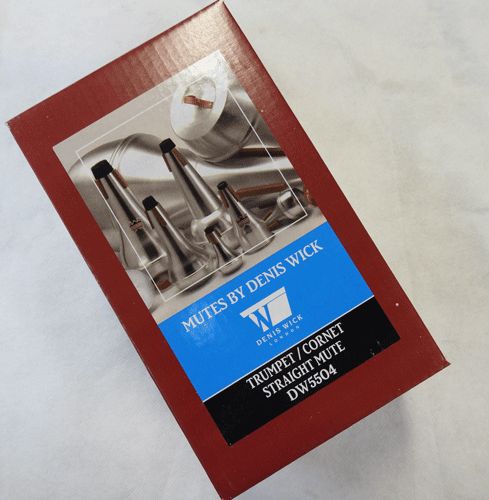 MUTES BY DENIS WICK
DENIS WICK
LONDON
TRUMPET / CORNET
STRAIGHT MUTE
DW5504